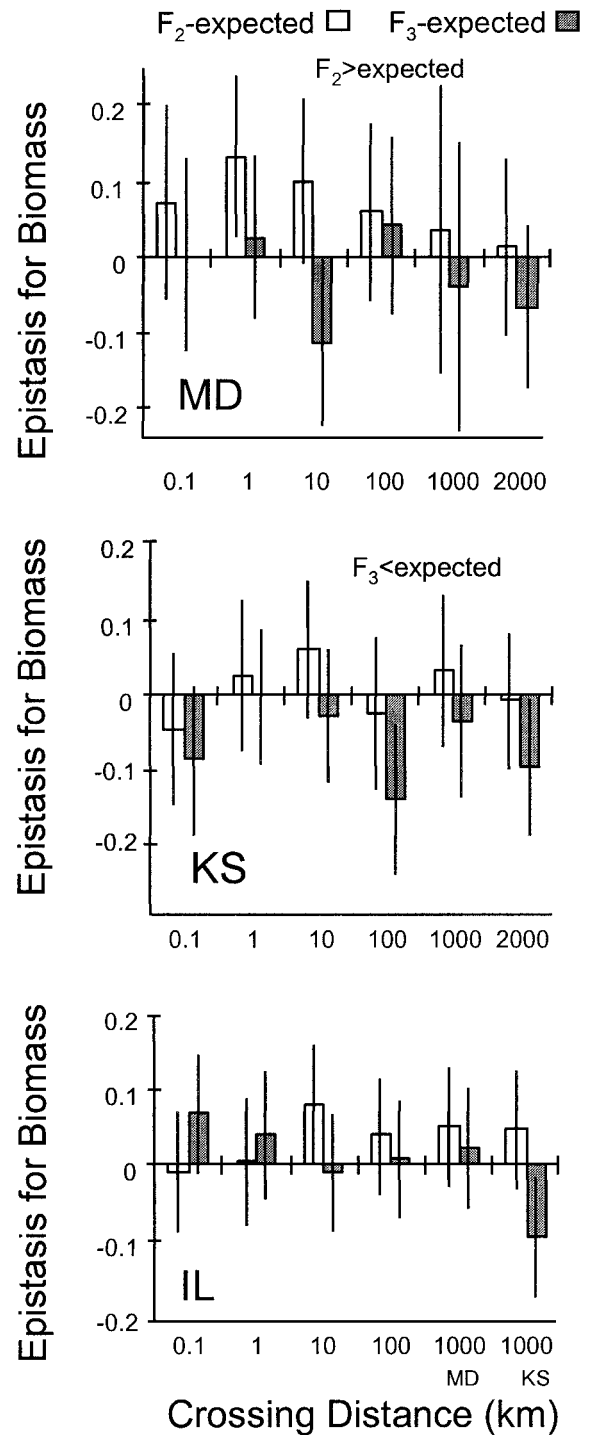 F₂-expected F₃-expected
F₂>expected
Epistasis for Biomass
0.2
0.1
0
-0.1
-0.2
MD
0.1 1 10 100 1000 2000
Epistasis for Biomass
F₃<expected
0.2
0.1
0
-0.1
-0.2
KS
0.1 1 10 100 1000 2000
Epistasis for Biomass
0.2
0.1
0
-0.1
-0.2
IL
0.1 1 10 100 1000 1000
MD KS
Crossing Distance (km)